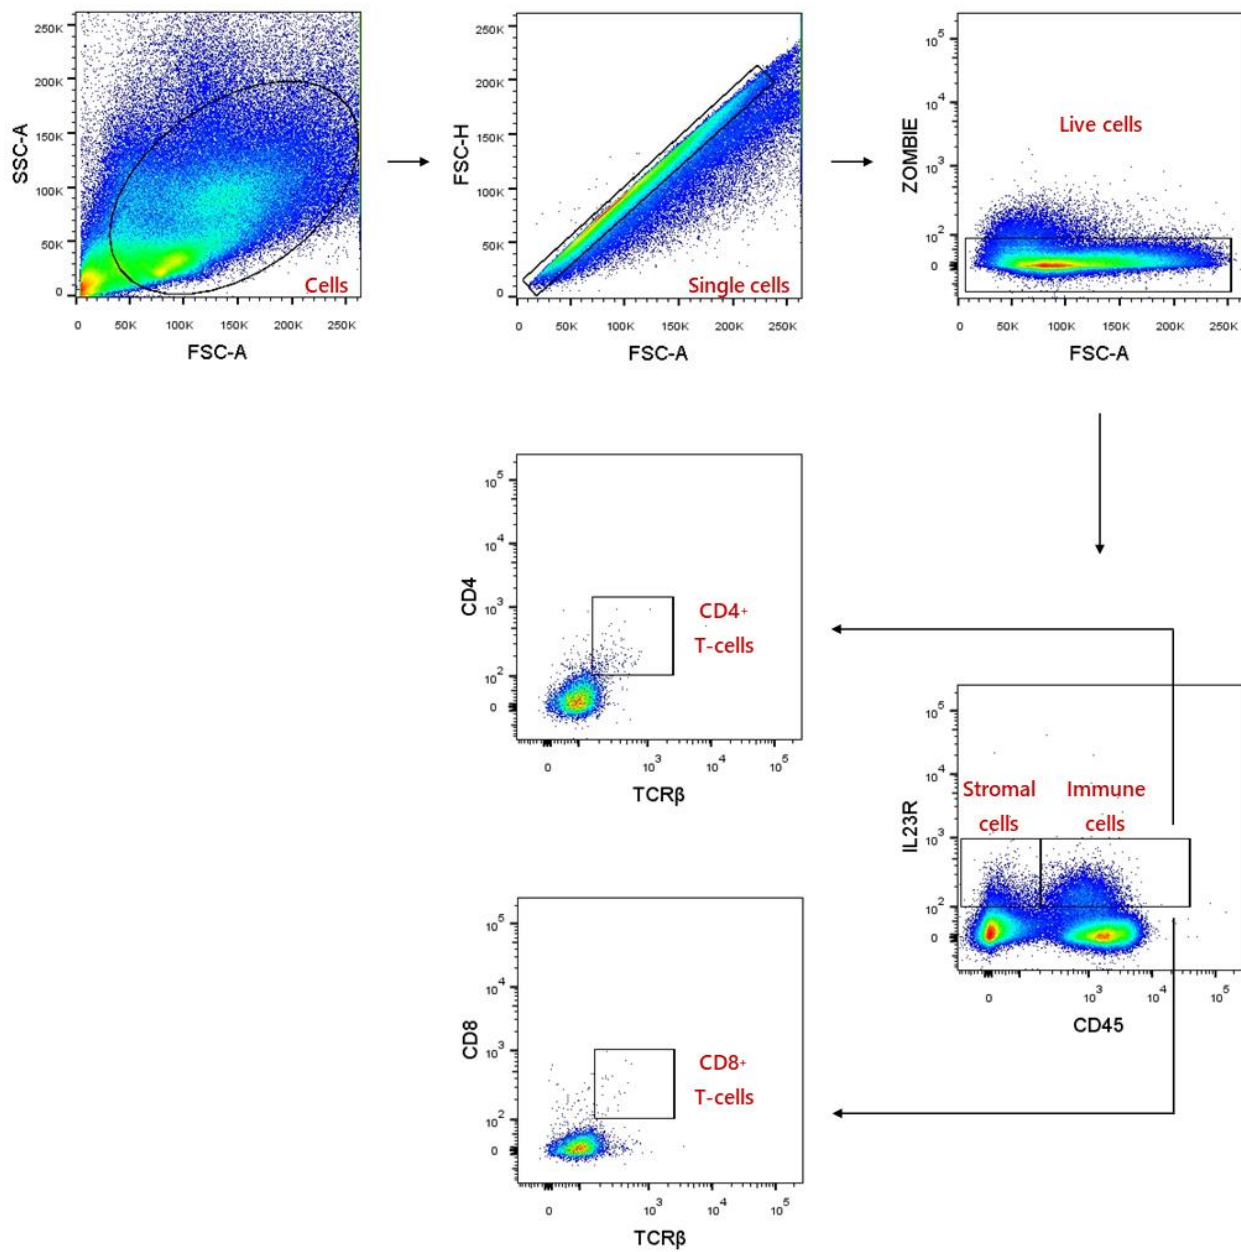 250K
200K
150K
100K
50K
0
SSC-A
Cells
0 50K 100K 150K 200K 250K
FSC-A
250K
200K
150K
100K
50K
0
FSC-H
Single cells
0 50K 100K 150K 200K 250K
FSC-A
10⁵
10⁴
10³
10²
0
ZOMBIE
Live cells
0 50K 100K 150K 200K 250K
FSC-A
10⁵
10⁴
10³
10²
0
CD4
CD4⁺
T-cells
0 10³ 10⁴ 10⁵
TCRβ
10⁵
10⁴
10³
10²
0
IL23R
Stromal
cells
Immune
cells
0 10³ 10⁴ 10⁵
CD45
10⁵
10⁴
10³
10²
0
CD8
CD8⁺
T-cells
0 10³ 10⁴ 10⁵
TCRβ